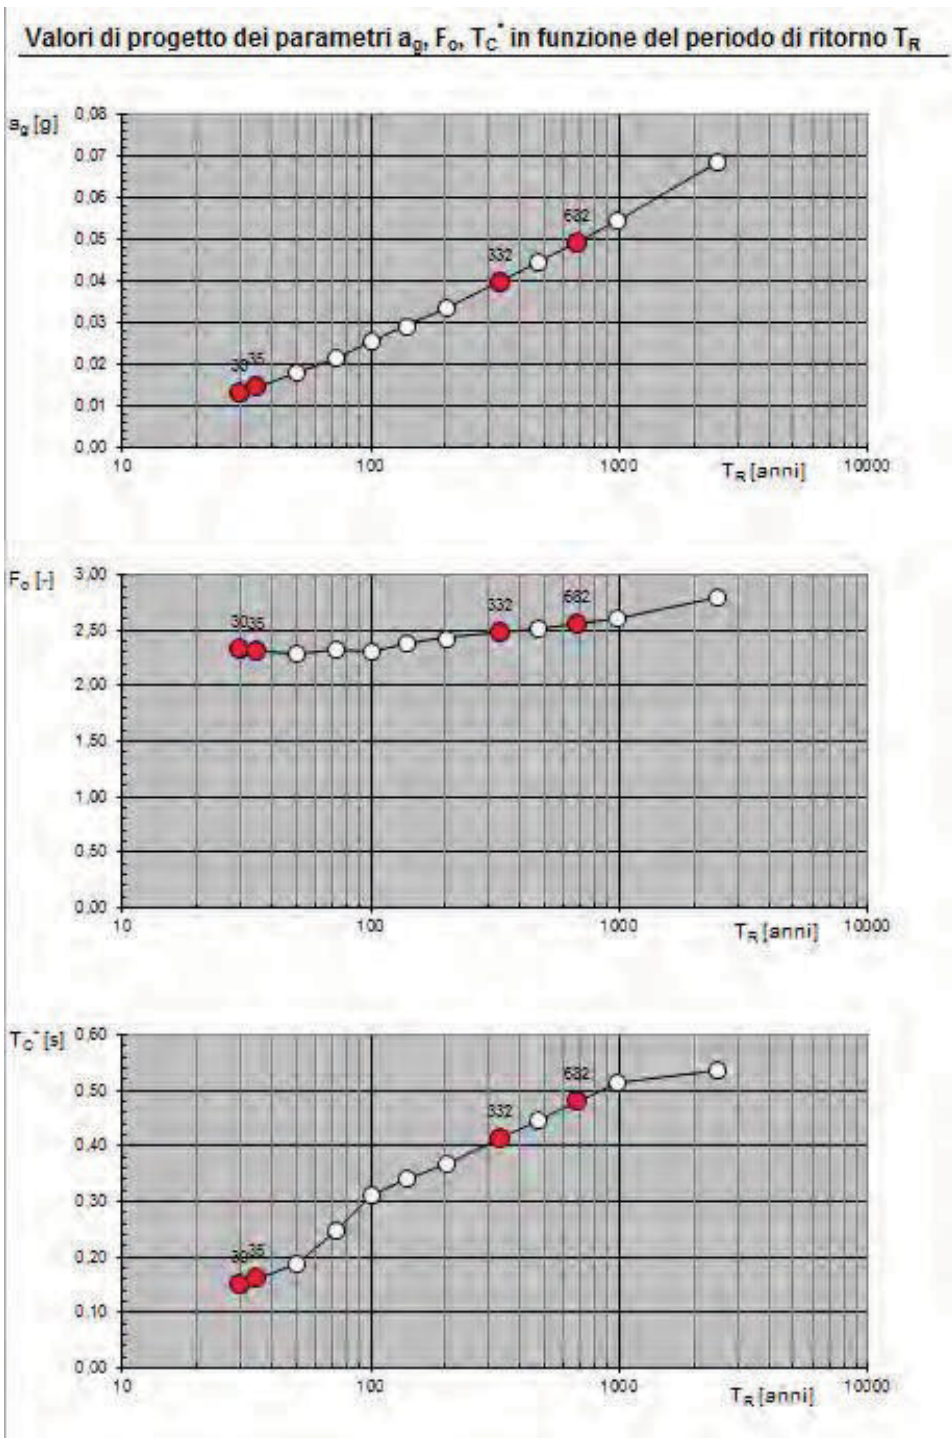 Valori di progetto dei parametri ag, Fo, TC* in funzione del periodo di ritorno TR
ag [g]
0,08
0,07
0,06
0,05
0,04
0,03
0,02
0,01
0,00
30 35 332 682
10 100 1000 10000
TR [anni]
Fo [-]
3,00
2,50
2,00
1,50
1,00
0,50
0,00
30 35 332 682
10 100 1000 10000
TR [anni]
TC* [s]
0,60
0,50
0,40
0,30
0,20
0,10
0,00
30 35 332 682
10 100 1000 10000
TR [anni]